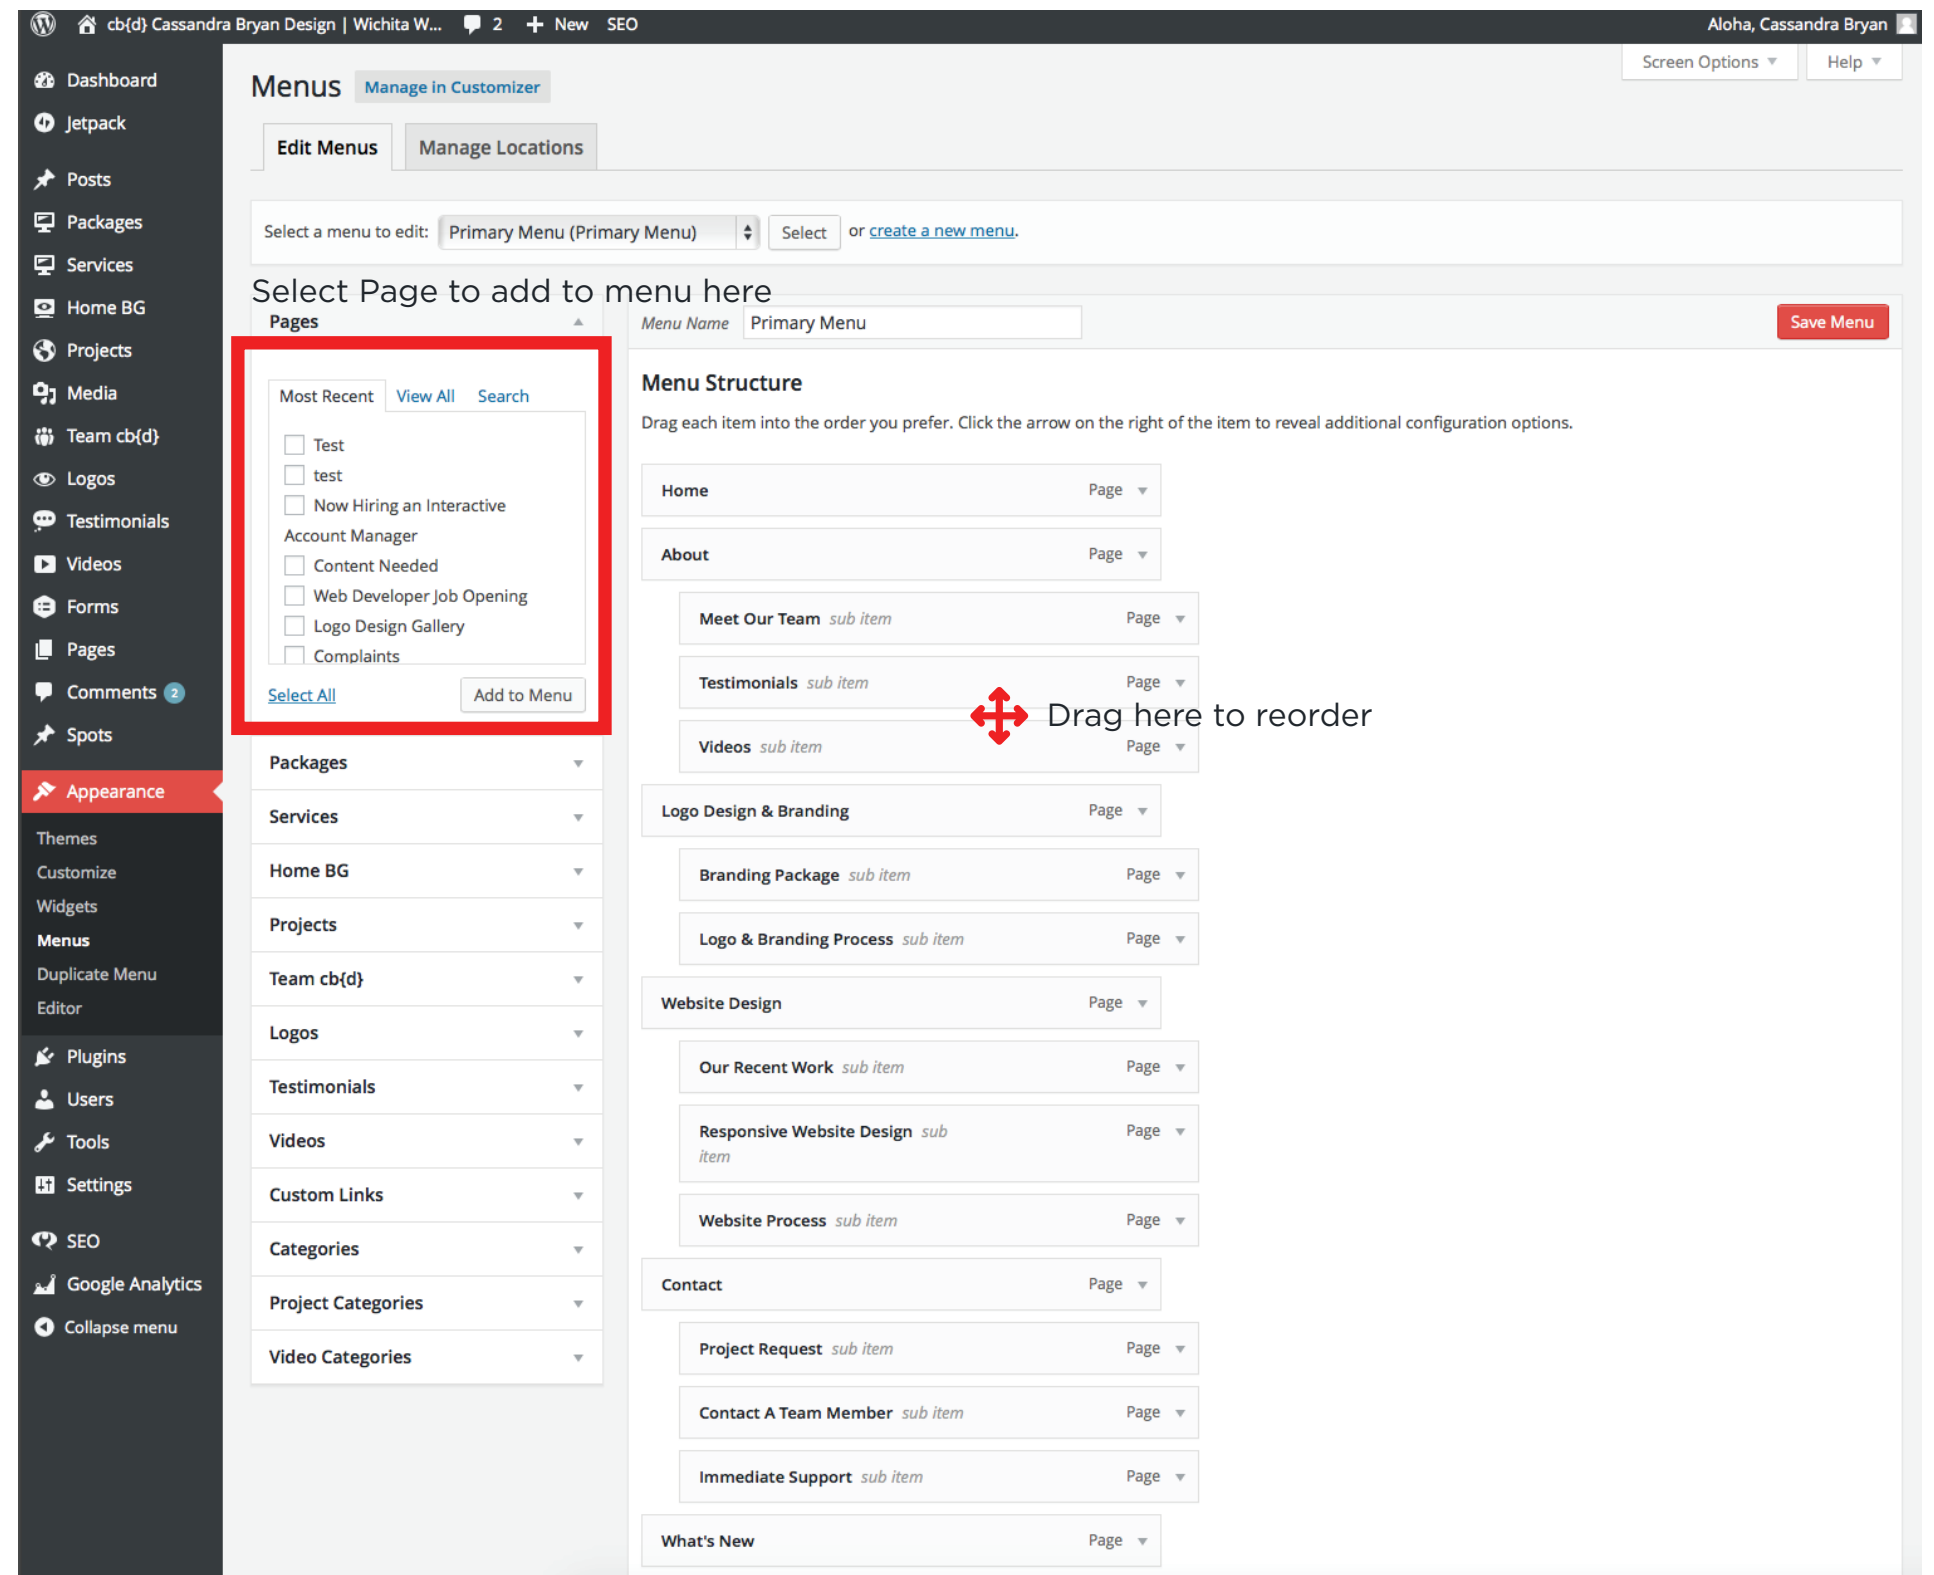 cb{d} Cassandra Bryan Design | Wichita W... 2 New SEO Aloha, Cassandra Bryan
Screen Options Help
Dashboard
Jetpack
Posts
Packages
Services
Home BG
Projects
Media
Team cb{d}
Logos
Testimonials
Videos
Forms
Pages
Comments 2
Spots
Appearance
Themes
Customize
Widgets
Menus
Duplicate Menu
Editor
Plugins
Users
Tools
Settings
SEO
Google Analytics
Collapse menu
Menus Manage in Customizer
Edit Menus Manage Locations
Select a menu to edit: Primary Menu (Primary Menu) Select or create a new menu.
Select Page to add to menu here
Pages
Most Recent View All Search
Test
test
Now Hiring an Interactive
Account Manager
Content Needed
Web Developer Job Opening
Logo Design Gallery
Complaints
Select All Add to Menu
Packages
Services
Home BG
Projects
Team cb{d}
Logos
Testimonials
Videos
Custom Links
Categories
Project Categories
Video Categories
Menu Name Primary Menu Save Menu
Menu Structure
Drag each item into the order you prefer. Click the arrow on the right of the item to reveal additional configuration options.
Home Page
About Page
Meet Our Team sub item Page
Testimonials sub item Page
Drag here to reorder
Videos sub item Page
Logo Design & Branding Page
Branding Package sub item Page
Logo & Branding Process sub item Page
Website Design Page
Our Recent Work sub item Page
Responsive Website Design sub Page
item
Website Process sub item Page
Contact Page
Project Request sub item Page
Contact A Team Member sub item Page
Immediate Support sub item Page
What's New Page